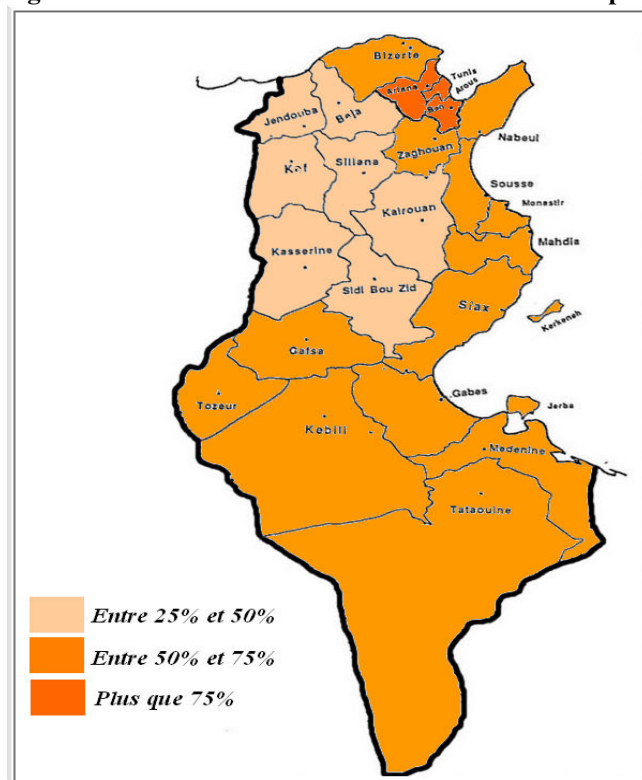 Bizerte
Tunis
Ariana
Arous
Ben
Jendouba
Beja
Nabeul
Zaghouan
Siliana
Kef
Sousse
Kairouan
Monastir
Mahdia
Kasserine
Sidi Bou Zid
Sfax
Kerkenah
Gafsa
Gabes
Tozeur
Jerba
Kebili
Medenine
Tataouine
Entre 25% et 50%
Entre 50% et 75%
Plus que 75%